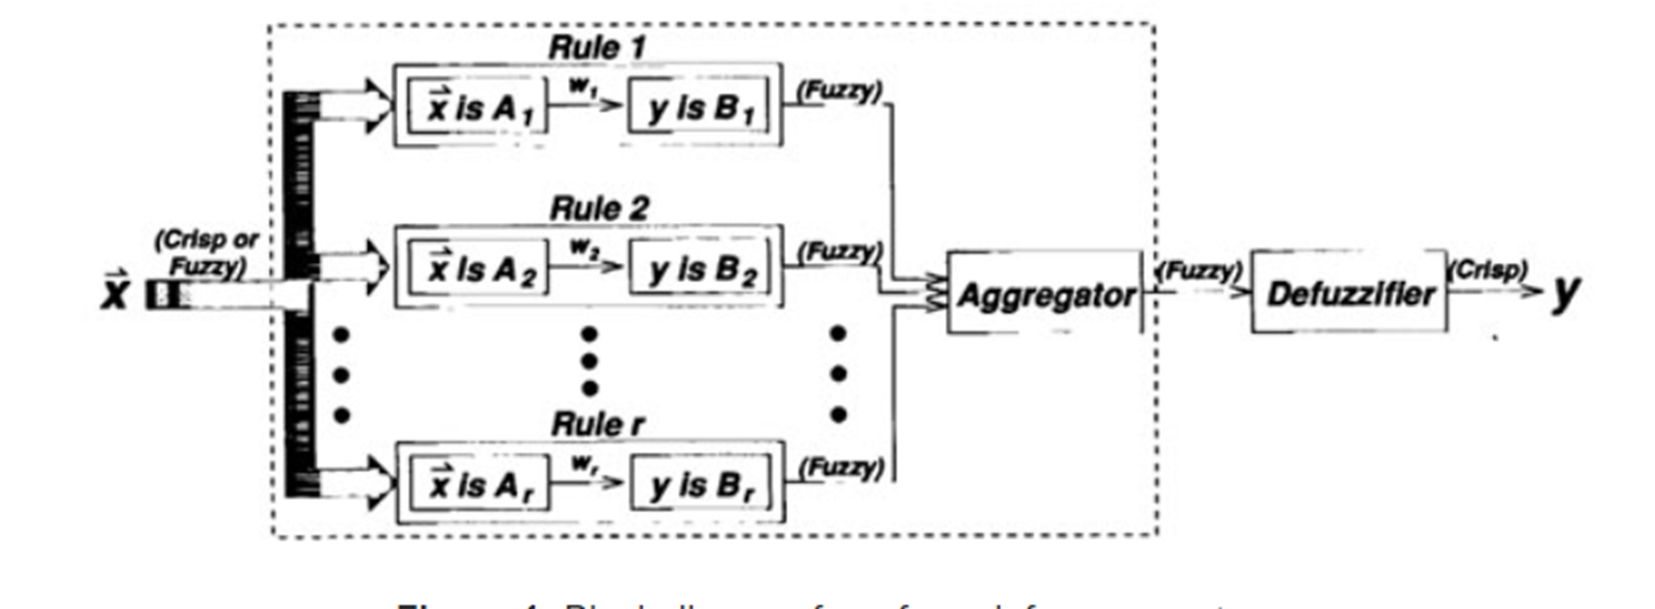 Rule 1
x⃗ is A₁ w₁ y is B₁ (Fuzzy)
Rule 2
(Crisp or
Fuzzy)
x⃗ is A₂ w₂ y is B₂ (Fuzzy)
x⃗
Aggregator (Fuzzy) Defuzzifier (Crisp) y
Rule r
x⃗ is Aᵣ wᵣ y is Bᵣ (Fuzzy)